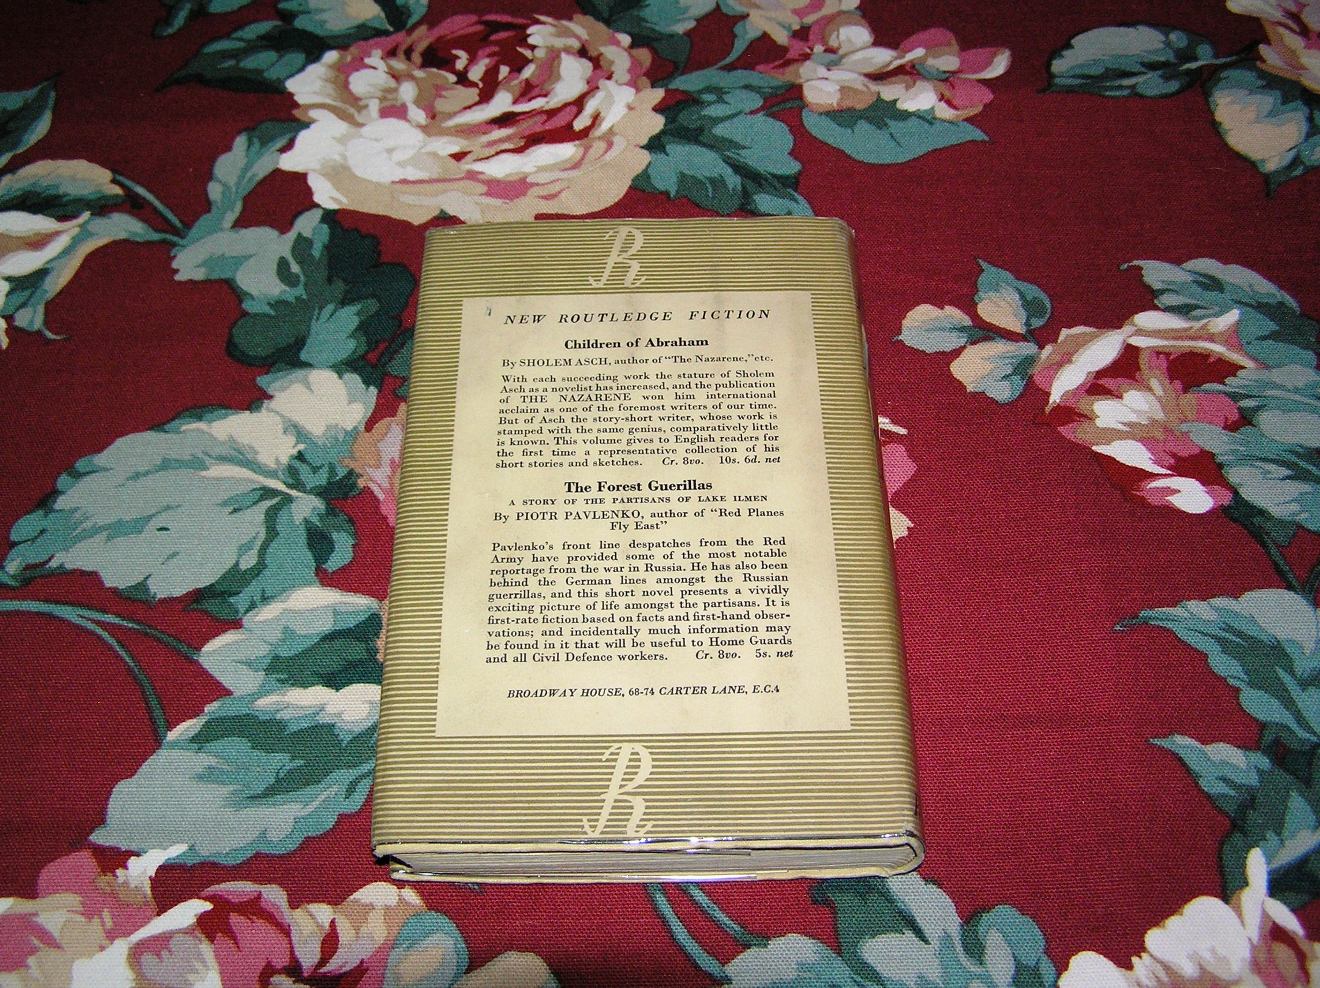 R
NEW ROUTLEDGE FICTION
Children of Abraham
By SHOLEM ASCH, author of "The Nazarene," etc.
With each succeeding work the stature of Sholem
Asch as a novelist has increased, and the publication
of THE NAZARENE won him international
acclaim as one of the foremost writers of our time.
But of Asch the story-short writer, whose work is
stamped with the same genius, comparatively little
is known. This volume gives to English readers for
the first time a representative collection of his
short stories and sketches. Cr. 8vo. 10s. 6d. net
The Forest Guerillas
A STORY OF THE PARTISANS OF LAKE ILMEN
By PIOTR PAVLENKO, author of "Red Planes
Fly East"
Pavlenko's front line despatches from the Red
Army have provided some of the most notable
reportage from the war in Russia. He has also been
behind the German lines amongst the Russian
guerrillas, and this short novel presents a vividly
exciting picture of life amongst the partisans. It is
first-rate fiction based on facts and first-hand obser-
vations; and incidentally much information may
be found in it that will be useful to Home Guards
and all Civil Defence workers. Cr. 8vo. 5s. net
BROADWAY HOUSE, 68-74 CARTER LANE, E.C.4
R